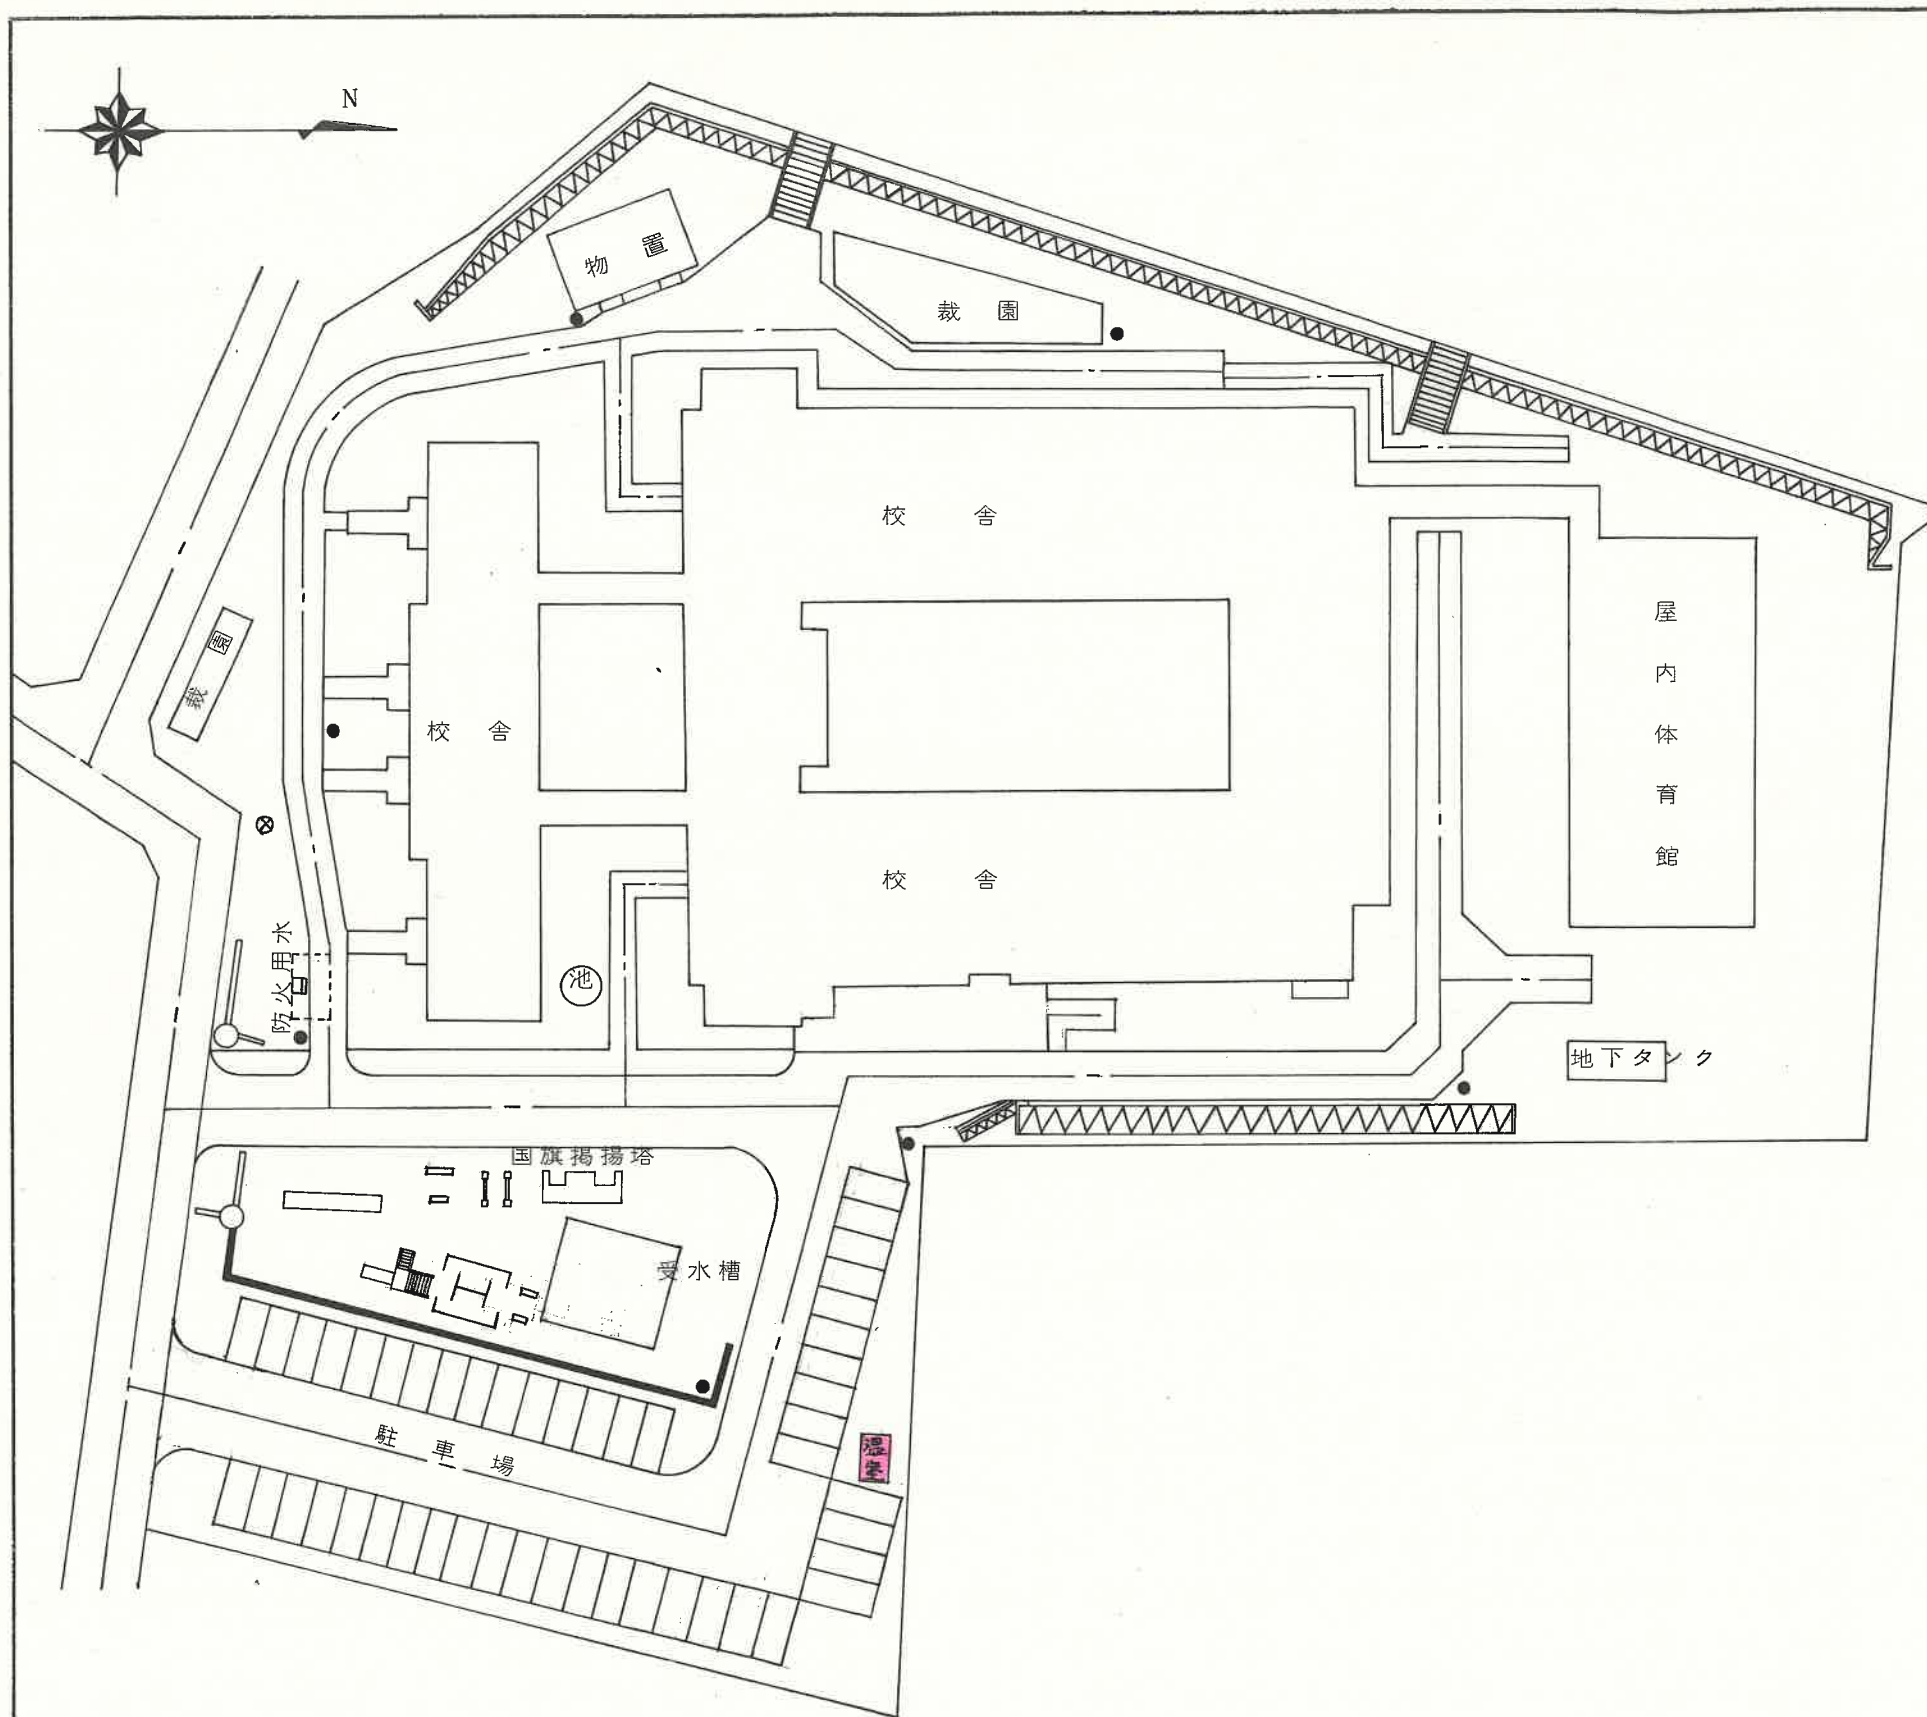 N
物置
裁園
校舎
屋内体育館
裁園
校舎
校舎
防火用水
池
地下タンク
国旗掲揚塔
受水槽
駐車場
温室